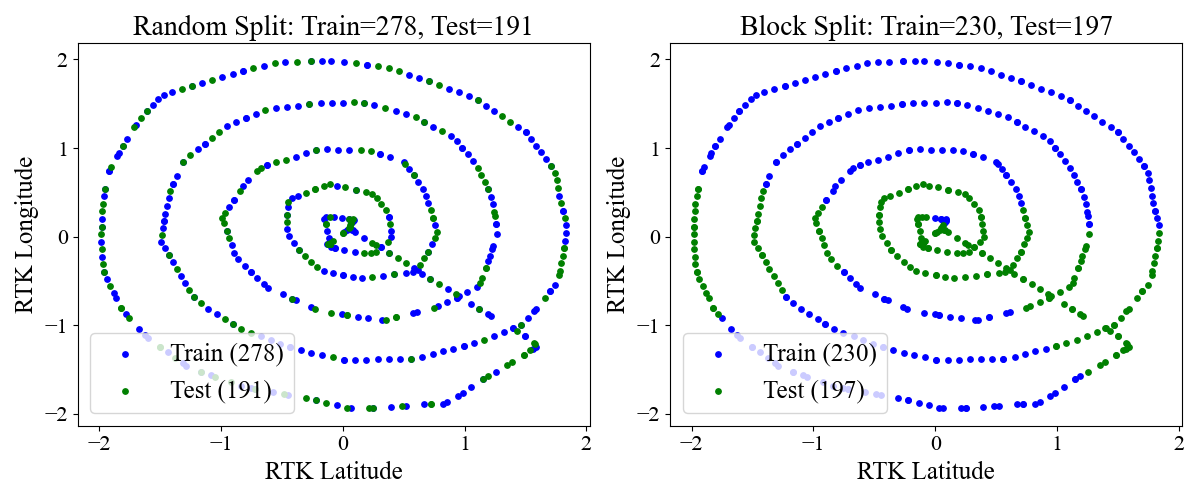 Random Split: Train=278, Test=191
RTK Longitude
2
1
0
−1
−2
Train (278)
Test (191)
−2 −1 0 1 2
RTK Latitude
Block Split: Train=230, Test=197
RTK Longitude
2
1
0
−1
−2
Train (230)
Test (197)
−2 −1 0 1 2
RTK Latitude